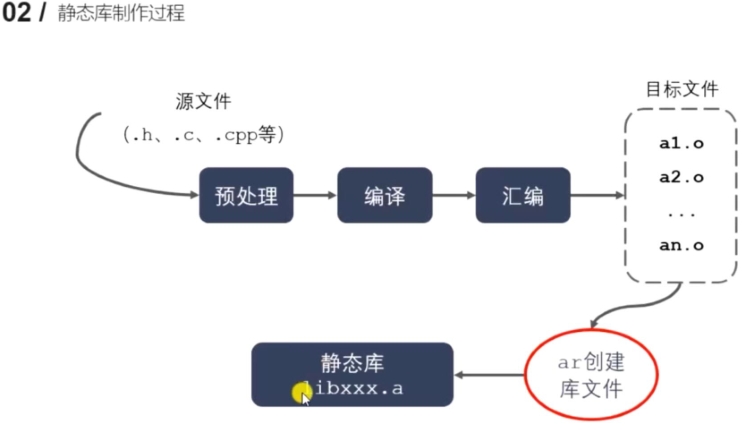 02 / 静态库制作过程
源文件
(.h、.c、.cpp等)
预处理
编译
汇编
目标文件
a1.o
a2.o
...
an.o
ar创建
库文件
静态库
libxxx.a